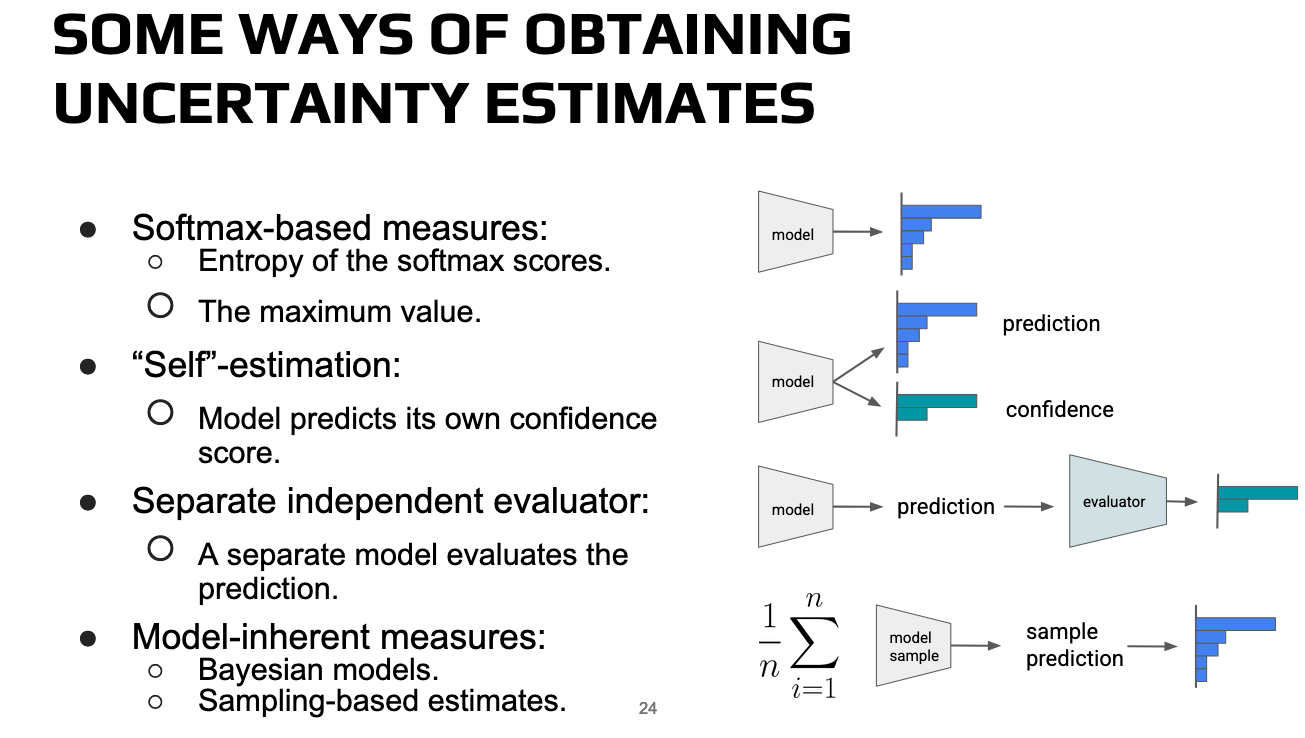 SOME WAYS OF OBTAINING
UNCERTAINTY ESTIMATES
● Softmax-based measures:
○ Entropy of the softmax scores.
○ The maximum value.
● “Self”-estimation:
○ Model predicts its own confidence
score.
● Separate independent evaluator:
○ A separate model evaluates the
prediction.
● Model-inherent measures:
○ Bayesian models.
○ Sampling-based estimates.
model
model
prediction
confidence
model
prediction
evaluator
1
n
n
∑
i=1
model
sample
sample
prediction
24